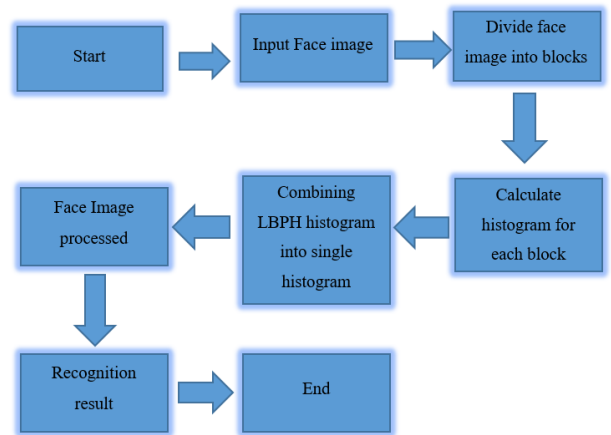 Start
Input Face image
Divide face
image into blocks
Calculate
histogram for
each block
Combining
LBPH histogram
into single
histogram
Face Image
processed
Recognition
result
End